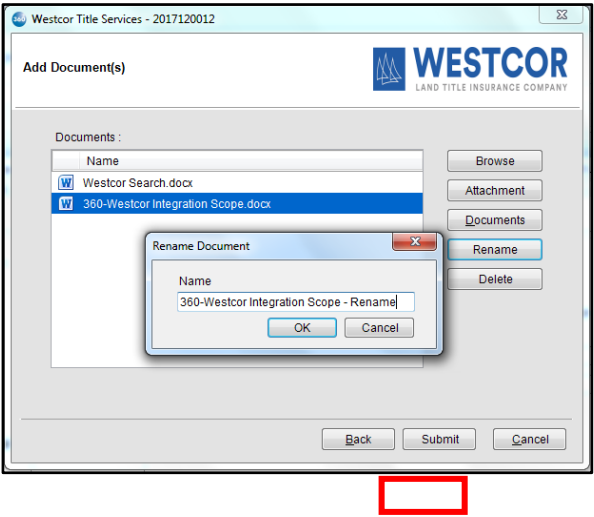 360 Westcor Title Services - 2017120012
Add Document(s)
WESTCOR
LAND TITLE INSURANCE COMPANY
Documents :
Name
Browse
W Westcor Search.docx
Attachment
W 360-Westcor Integration Scope.docx
Documents
Rename Document
Rename
Name
Delete
360-Westcor Integration Scope - Rename
OK Cancel
Back Submit Cancel